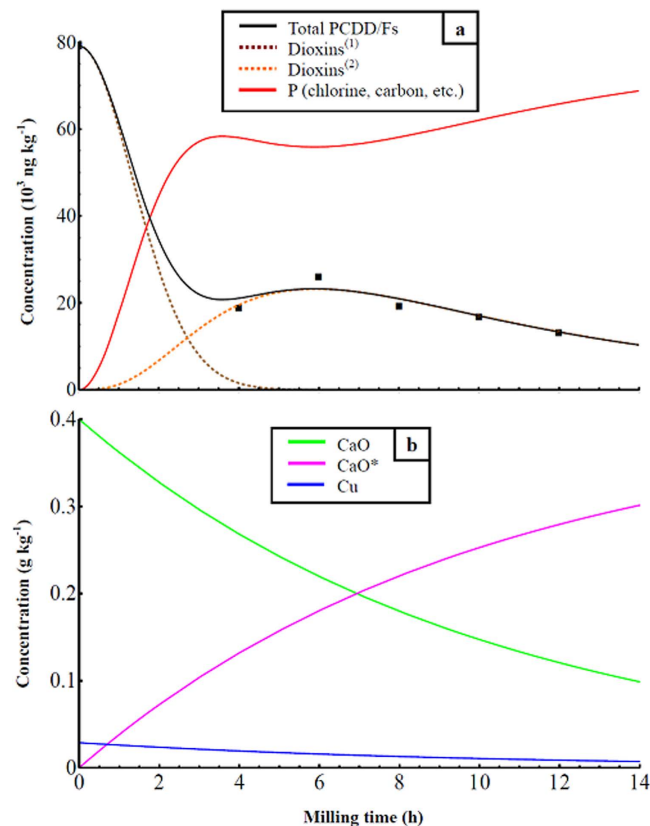 Total PCDD/Fs
Dioxins⁽¹⁾
Dioxins⁽²⁾
P (chlorine, carbon, etc.)
a
80
60
40
20
0
Concentration (10³ ng kg⁻¹)
CaO
CaO*
Cu
b
0.4
0.3
0.2
0.1
0
Concentration (g kg⁻¹)
0 2 4 6 8 10 12 14
Milling time (h)